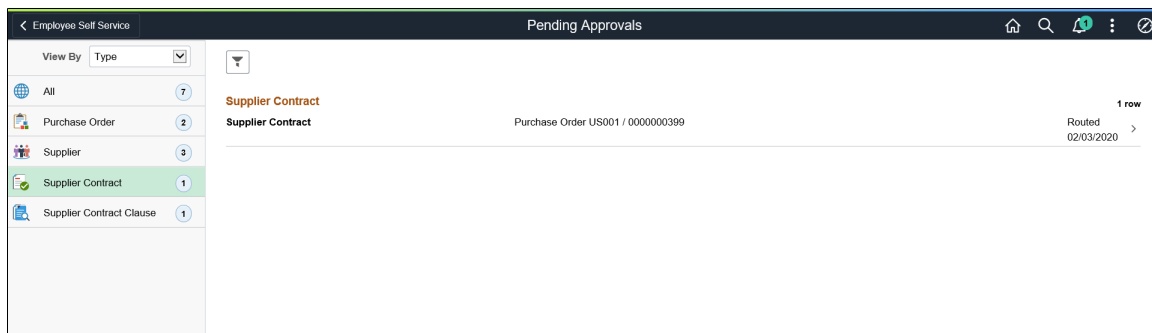 Employee Self Service
Pending Approvals
1
View By Type
All 7
Purchase Order 2
Supplier 3
Supplier Contract 1
Supplier Contract Clause 1
Supplier Contract
1 row
Supplier Contract Purchase Order US001 / 0000000399 Routed
02/03/2020